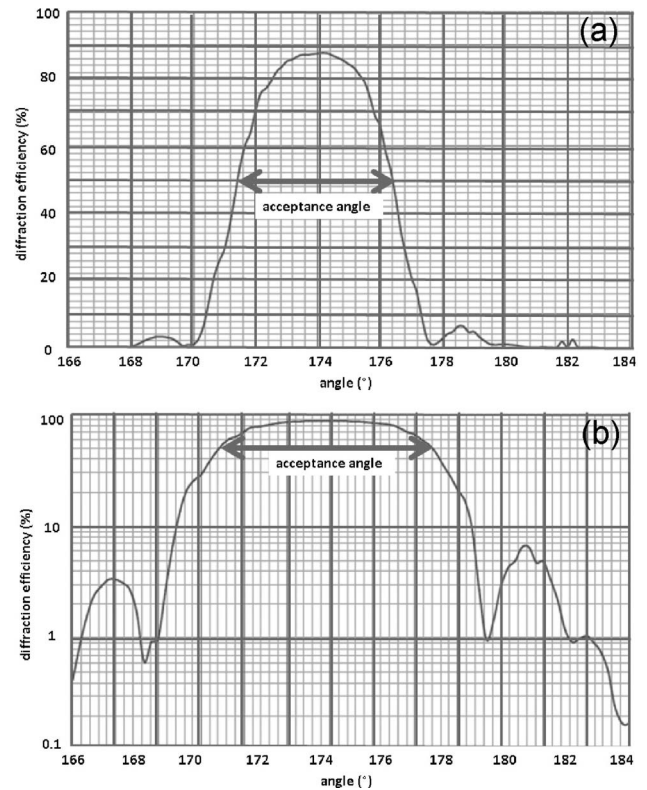 (a)
100
80
60
40
20
0
diffraction efficiency (%)
acceptance angle
166 168 170 172 174 176 178 180 182 184
angle (°)
(b)
100
10
1
0.1
diffraction efficiency (%)
acceptance angle
166 168 170 172 174 176 178 180 182 184
angle (°)